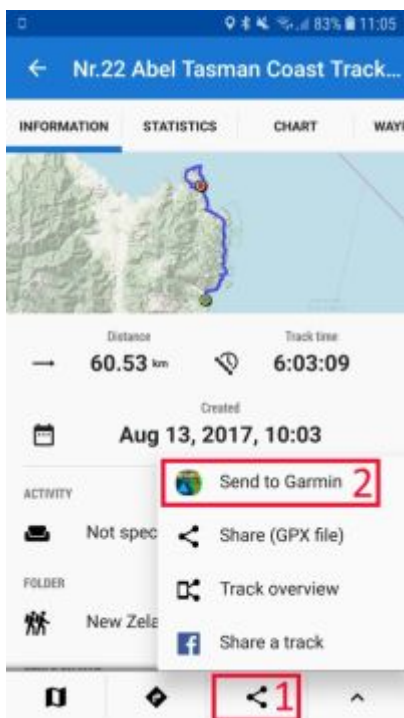 83% 11:05
Nr.22 Abel Tasman Coast Track...
INFORMATION STATISTICS CHART WAY
Distance Track time
60.53 km 6:03:09
Created
Aug 13, 2017, 10:03
ACTIVITY
Send to Garmin 2
Not spec
Share (GPX file)
FOLDER
Track overview
New Zela
Share a track
1